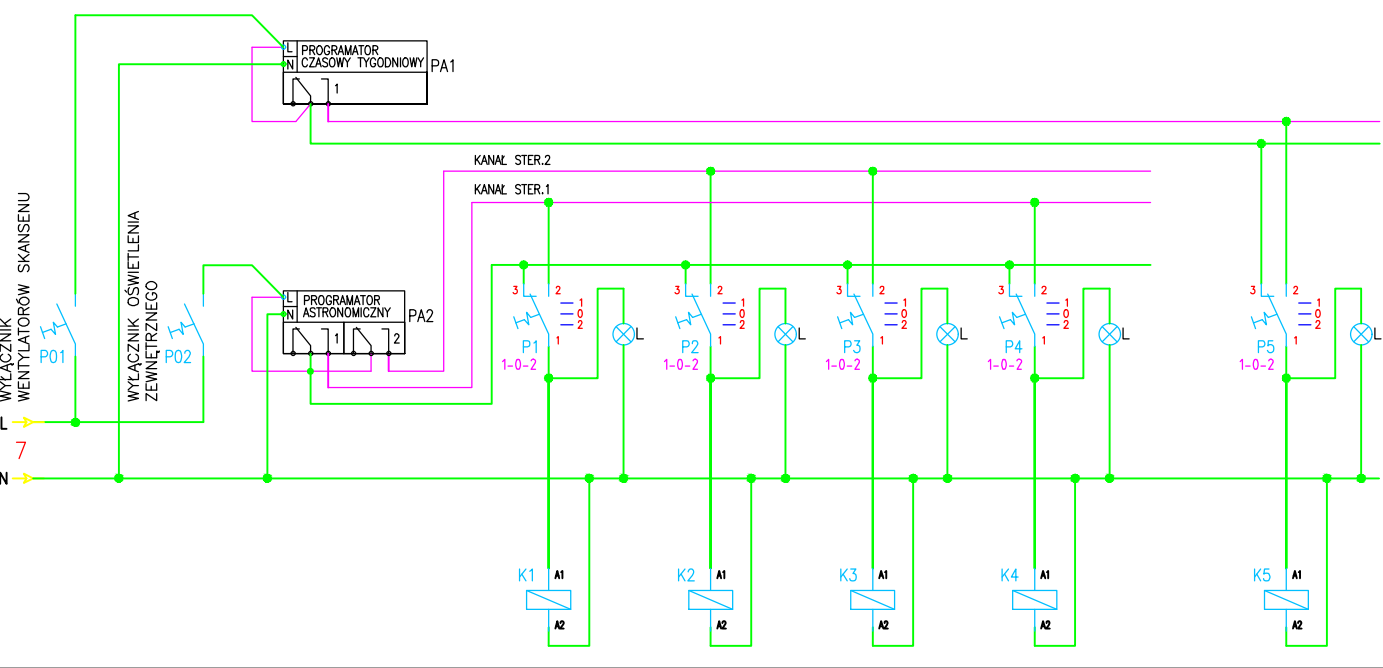 L
PROGRAMATOR
N
CZASOWY TYGODNIOWY
PA1
1
KANAŁ STER.2
KANAŁ STER.1
WYŁĄCZNIK
WENTYLATORÓW SKANSENU
WYŁĄCZNIK OŚWIETLENIA
ZEWNĘTRZNEGO
P01
P02
L
PROGRAMATOR
N
ASTRONOMICZNY
PA2
1
2
3 2
1
0
2
P1 1
1-0-2
L
3 2
1
0
2
P2 1
1-0-2
L
3 2
1
0
2
P3 1
1-0-2
L
3 2
1
0
2
P4 1
1-0-2
L
3 2
1
0
2
P5 1
1-0-2
L
L
7
N
K1 A1
A2
K2 A1
A2
K3 A1
A2
K4 A1
A2
K5 A1
A2